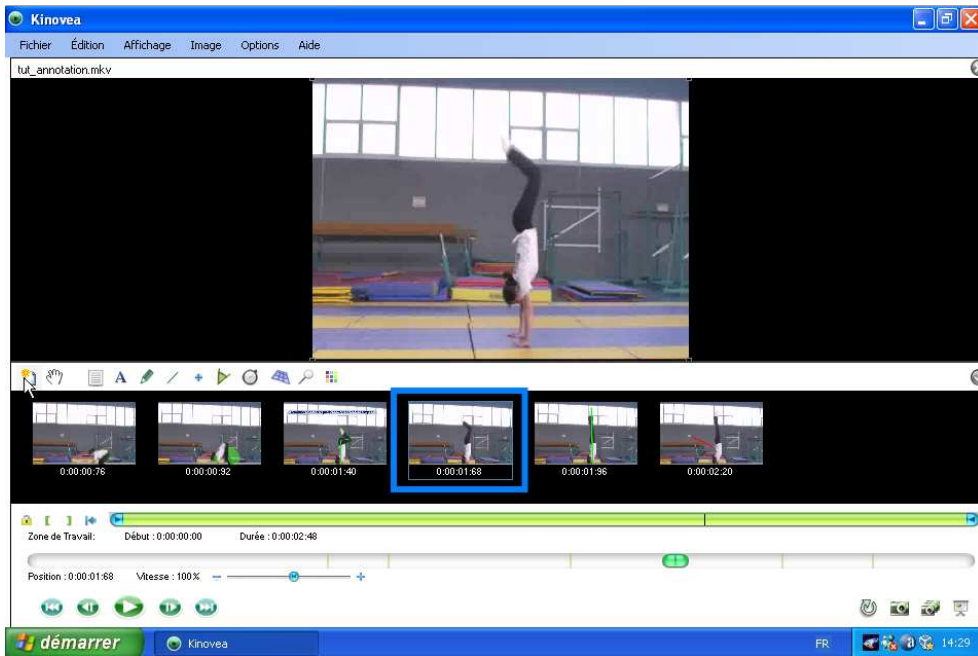 Kinovea
Fichier Édition Affichage Image Options Aide
tut_annotation.mkv
A
0:00:00:76 0:00:00:92 0:00:01:40 0:00:01:68 0:00:01:96 0:00:02:20
Zone de Travail: Début : 0:00:00:00 Durée : 0:00:02:48
Position : 0:00:01:68 Vitesse : 100%
démarrer Kinovea FR 14:29